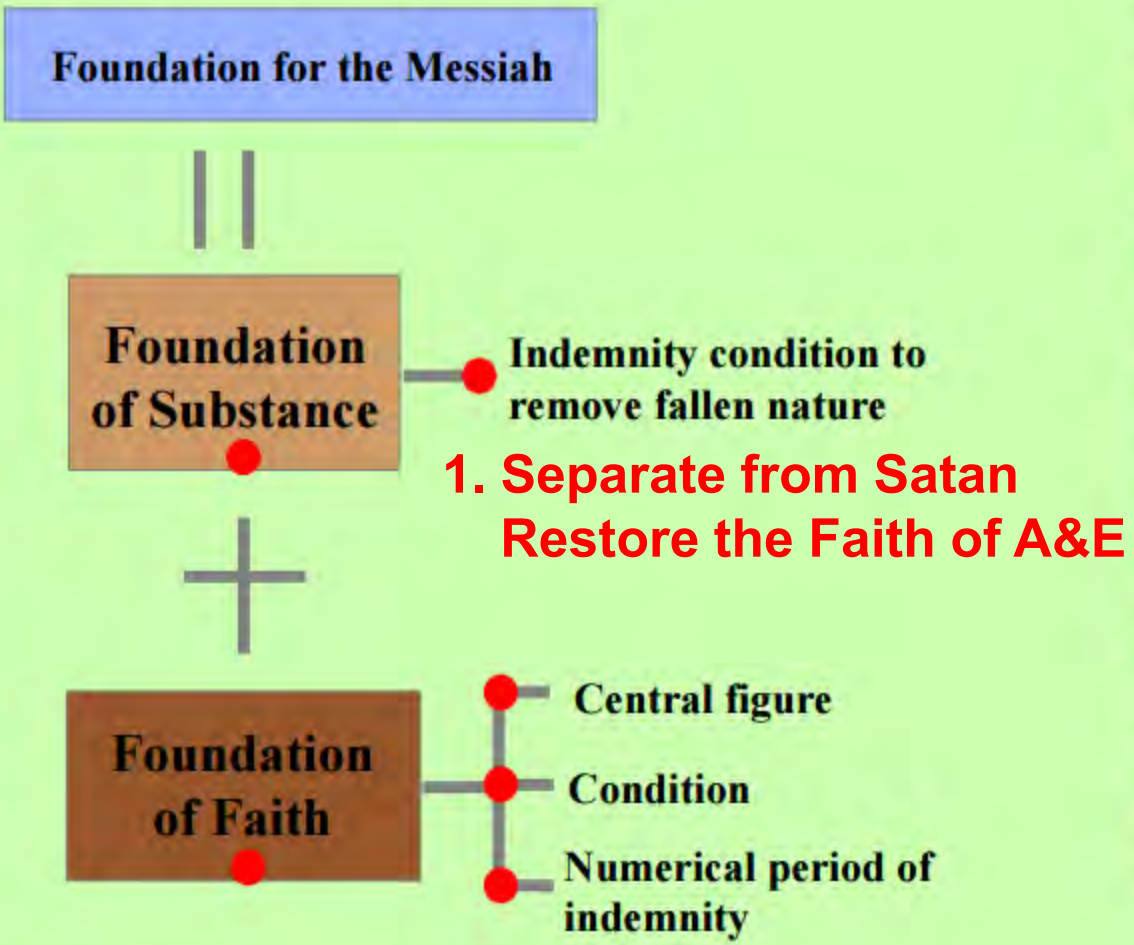 Foundation for the Messiah
Foundation
of Substance
Indemnity condition to
remove fallen nature
1. Separate from Satan
Restore the Faith of A&E
Foundation
of Faith
Central figure
Condition
Numerical period of
indemnity